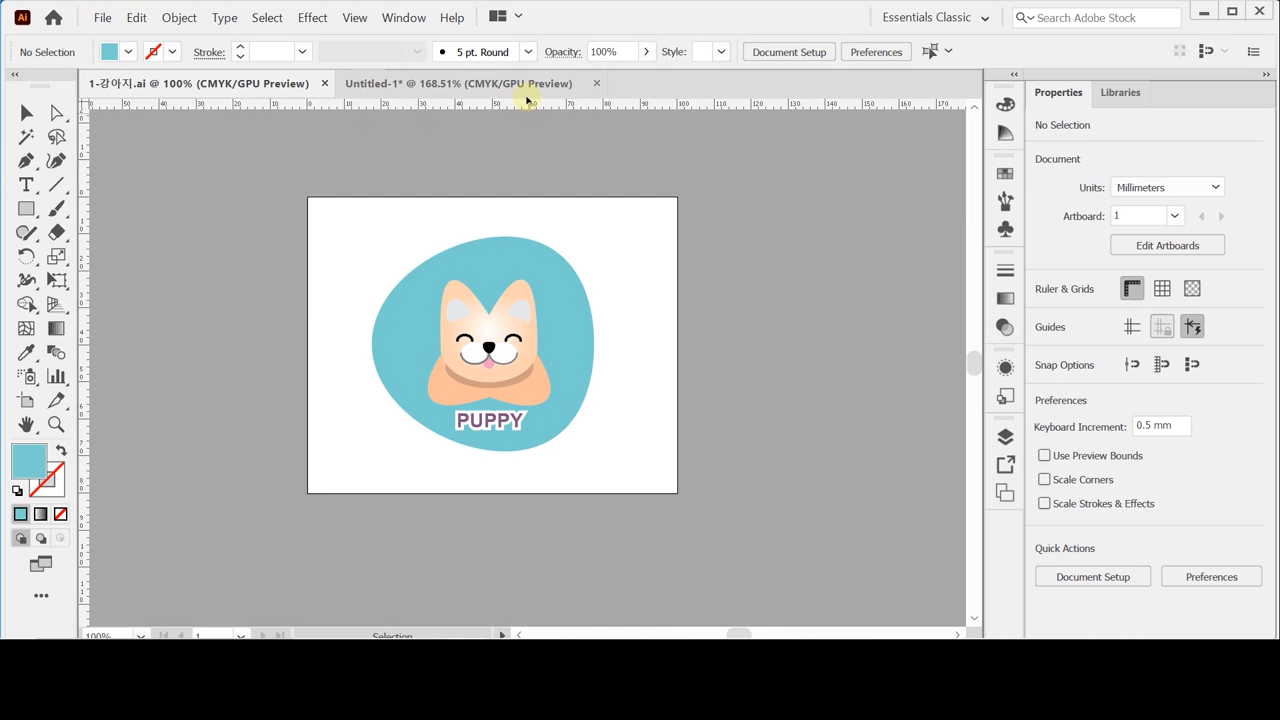 Ai File Edit Object Type Select Effect View Window Help Essentials Classic Search Adobe Stock
No Selection Stroke: 5 pt. Round Opacity: 100% Style: Document Setup Preferences
1-강아지.ai @ 100% (CMYK/GPU Preview) Untitled-1* @ 168.51% (CMYK/GPU Preview)
Properties Libraries
No Selection
Document
Units: Millimeters
Artboard: 1
Edit Artboards
Ruler & Grids
Guides
Snap Options
Preferences
Keyboard Increment: 0.5 mm
Use Preview Bounds
Scale Corners
Scale Strokes & Effects
Quick Actions
Document Setup Preferences
PUPPY
100% 1 Selection